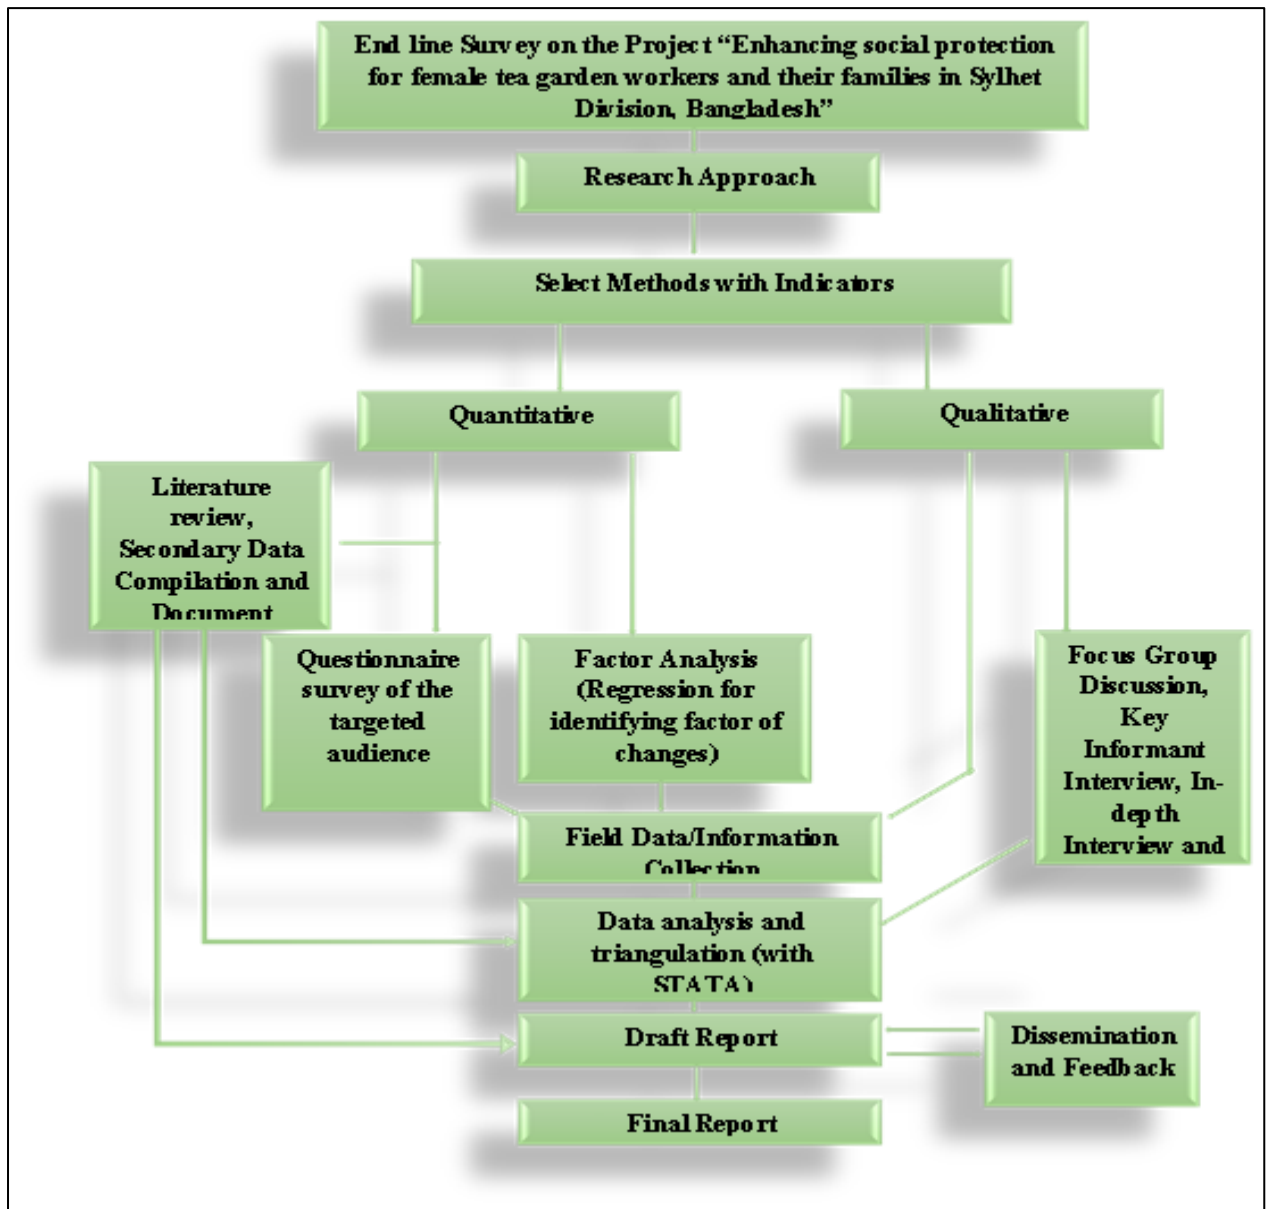 End line Survey on the Project “Enhancing social protection
for female tea garden workers and their families in Sylhet
Division, Bangladesh”
Research Approach
Select Methods with Indicators
Quantitative
Qualitative
Literature
review,
Secondary Data
Compilation and
Document
Questionnaire
survey of the
targeted
audience
Factor Analysis
(Regression for
identifying factor of
changes)
Focus Group
Discussion,
Key
Informant
Interview, In-
depth
Interview and
Field Data/Information
Collection
Data analysis and
triangulation (with
STATA)
Draft Report
Dissemination
and Feedback
Final Report